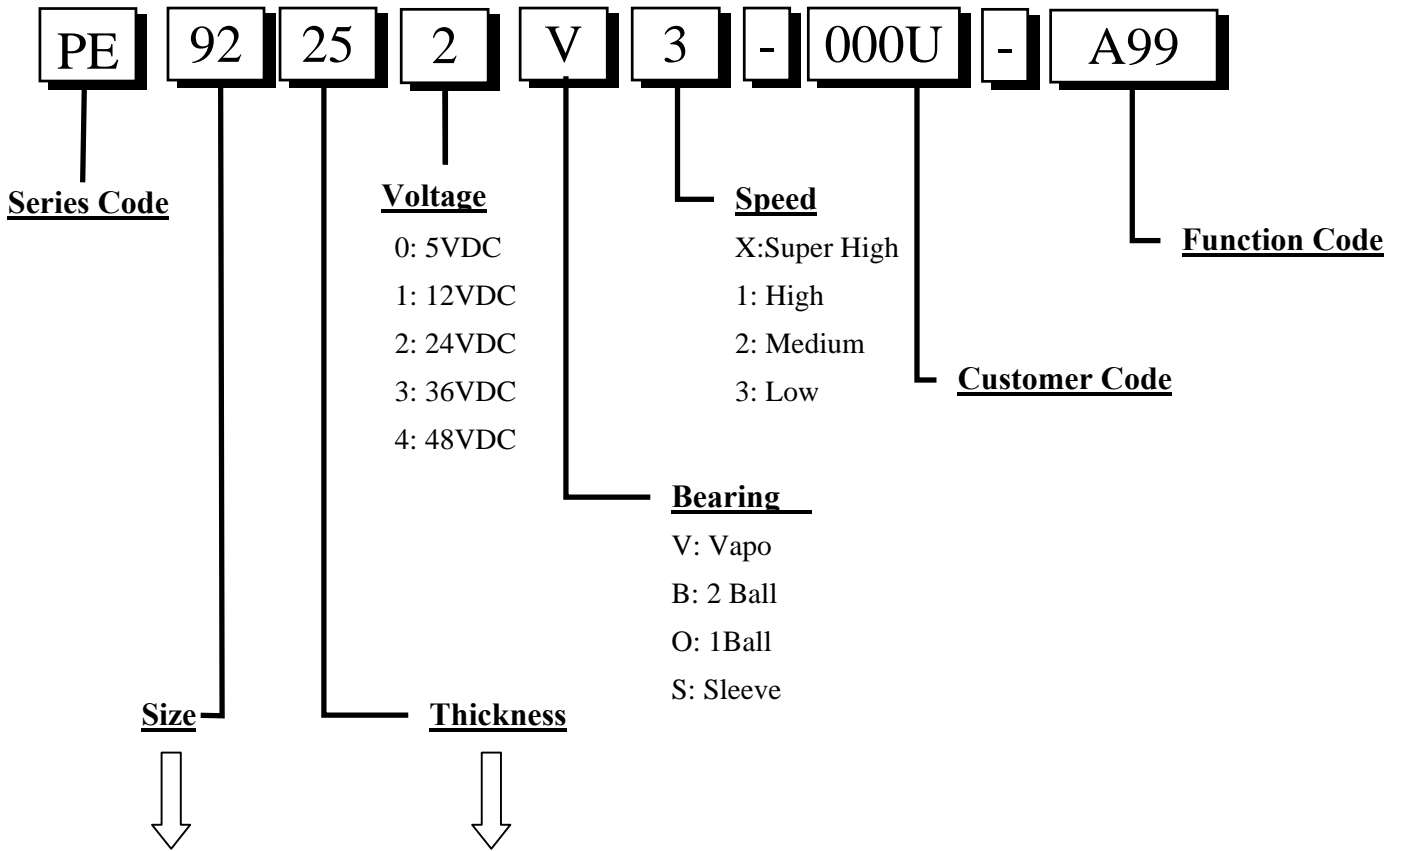 PE 92 25 2 V 3 - 000U - A99
Series Code
Voltage
0: 5VDC
1: 12VDC
2: 24VDC
3: 36VDC
4: 48VDC
Speed
X:Super High
1: High
2: Medium
3: Low
Function Code
Customer Code
Bearing
V: Vapo
B: 2 Ball
O: 1Ball
S: Sleeve
Size
Thickness